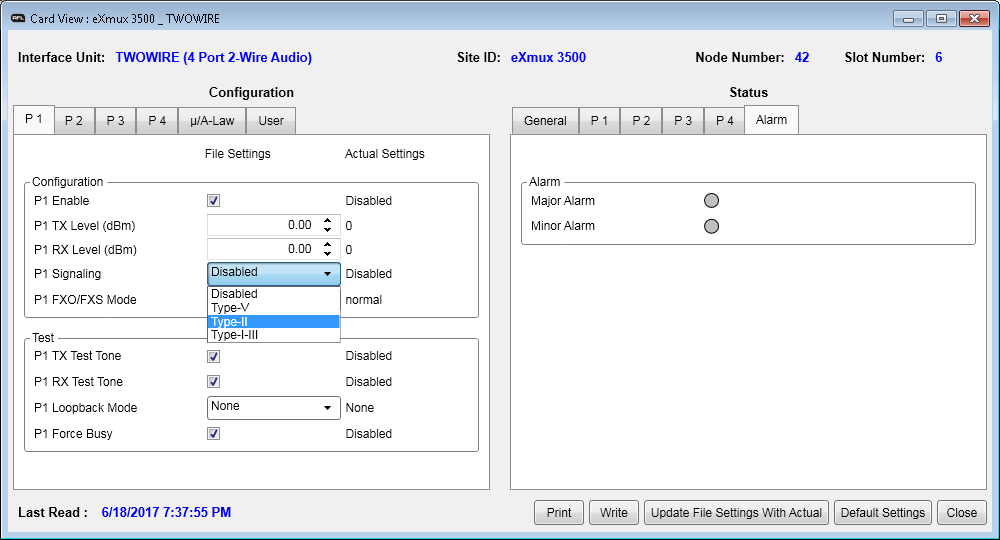 AFL Card View : eXmux 3500 _ TWOWIRE
Interface Unit: TWOWIRE (4 Port 2-Wire Audio) Site ID: eXmux 3500 Node Number: 42 Slot Number: 6
Configuration
P 1 P 2 P 3 P 4 µ/A-Law User
File Settings Actual Settings
Configuration
P1 Enable Disabled
P1 TX Level (dBm) 0.00 0
P1 RX Level (dBm) 0.00 0
P1 Signaling Disabled Disabled
P1 FXO/FXS Mode normal
Disabled
Type-V
Type-II
Type-I-III
Test
P1 TX Test Tone Disabled
P1 RX Test Tone Disabled
P1 Loopback Mode None None
P1 Force Busy Disabled
Status
General P 1 P 2 P 3 P 4 Alarm
Alarm
Major Alarm
Minor Alarm
Last Read : 6/18/2017 7:37:55 PM
Print Write Update File Settings With Actual Default Settings Close